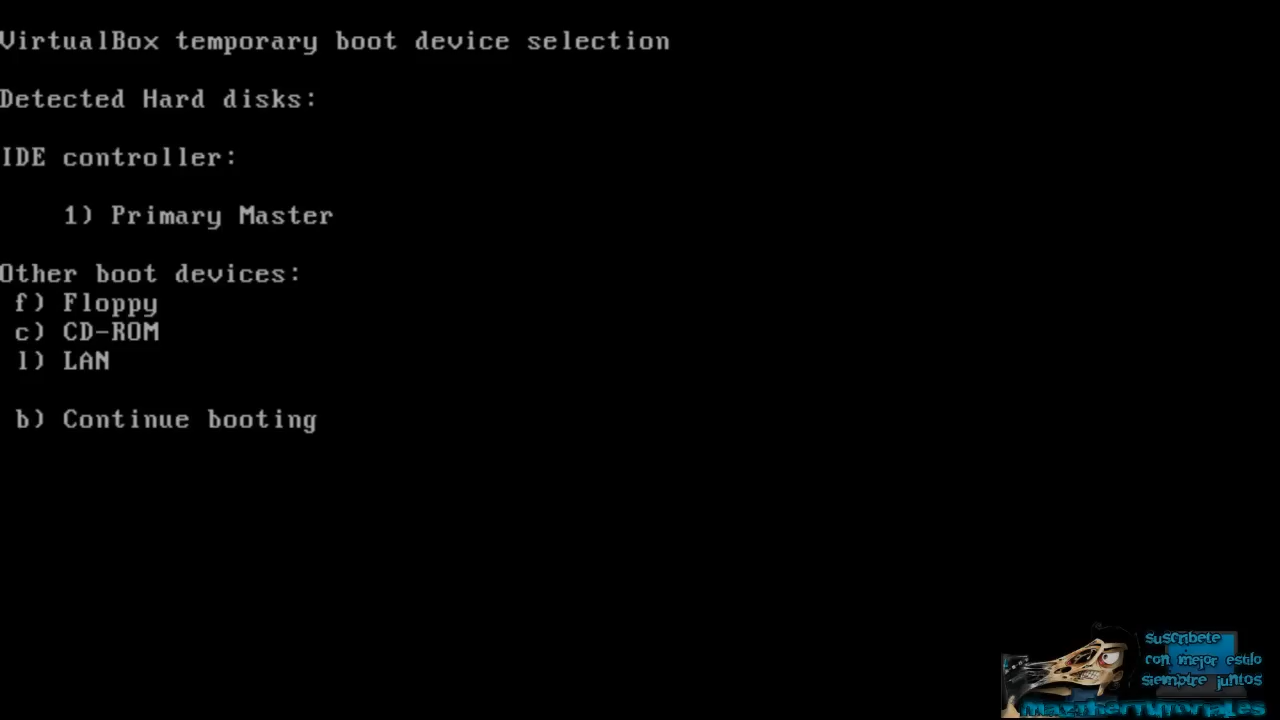 VirtualBox temporary boot device selection
Detected Hard disks:
IDE controller:
1) Primary Master
Other boot devices:
f) Floppy
c) CD-ROM
l) LAN
b) Continue booting
suscribete
con mejor estilo
siemptre juntos